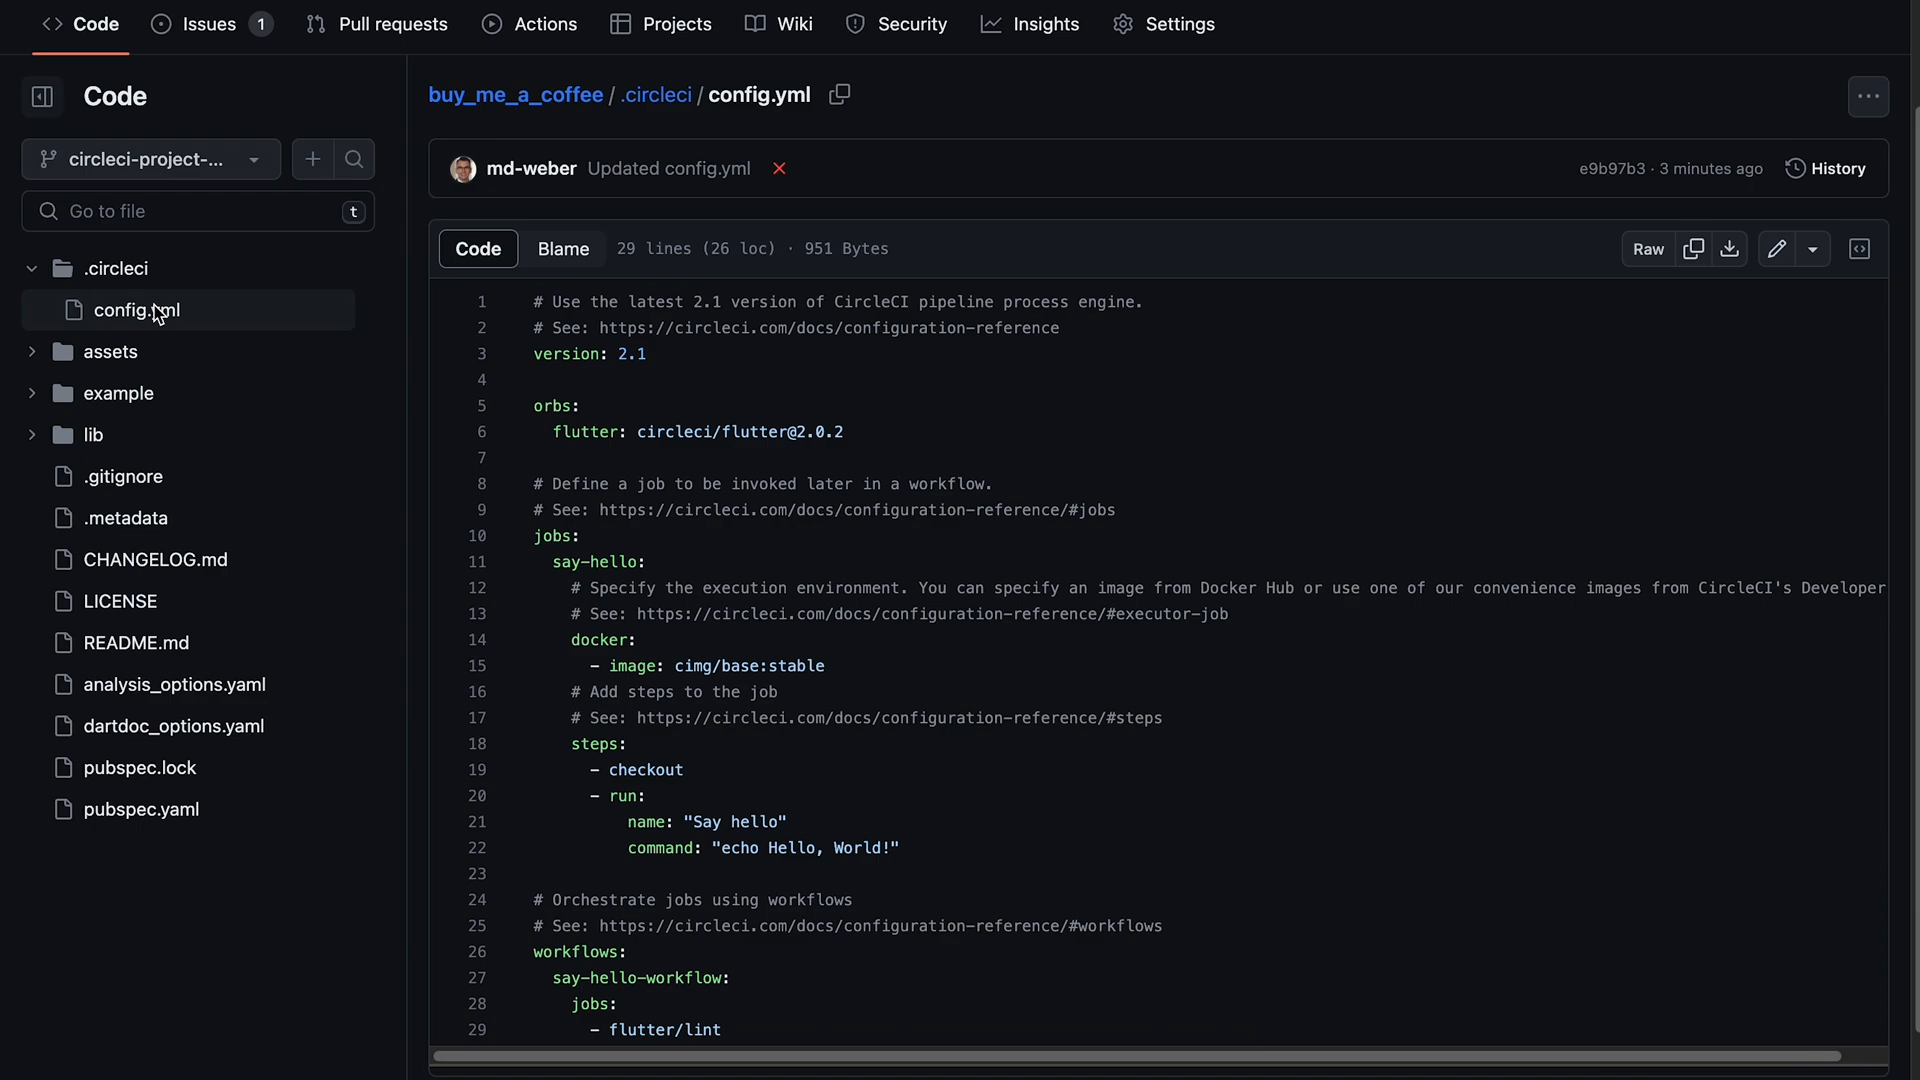 Code
Issues 1
Pull requests
Actions
Projects
Wiki
Security
Insights
Settings
Code
circleci-project-...
Go to file
t
.circleci
config.yml
assets
example
lib
.gitignore
.metadata
CHANGELOG.md
LICENSE
README.md
analysis_options.yaml
dartdoc_options.yaml
pubspec.lock
pubspec.yaml
buy_me_a_coffee / .circleci / config.yml
md-weber Updated config.yml
e9b97b3 · 3 minutes ago
History
Code
Blame
29 lines (26 loc) · 951 Bytes
Raw
1 # Use the latest 2.1 version of CircleCI pipeline process engine.
2 # See: https://circleci.com/docs/configuration-reference
3 version: 2.1
4
5 orbs:
6   flutter: circleci/flutter@2.0.2
7
8 # Define a job to be invoked later in a workflow.
9 # See: https://circleci.com/docs/configuration-reference/#jobs
10 jobs:
11   say-hello:
12     # Specify the execution environment. You can specify an image from Docker Hub or use one of our convenience images from CircleCI's Developer
13     # See: https://circleci.com/docs/configuration-reference/#executor-job
14     docker:
15       - image: cimg/base:stable
16     # Add steps to the job
17     # See: https://circleci.com/docs/configuration-reference/#steps
18     steps:
19       - checkout
20       - run:
21           name: "Say hello"
22           command: "echo Hello, World!"
23
24 # Orchestrate jobs using workflows
25 # See: https://circleci.com/docs/configuration-reference/#workflows
26 workflows:
27   say-hello-workflow:
28     jobs:
29       - flutter/lint